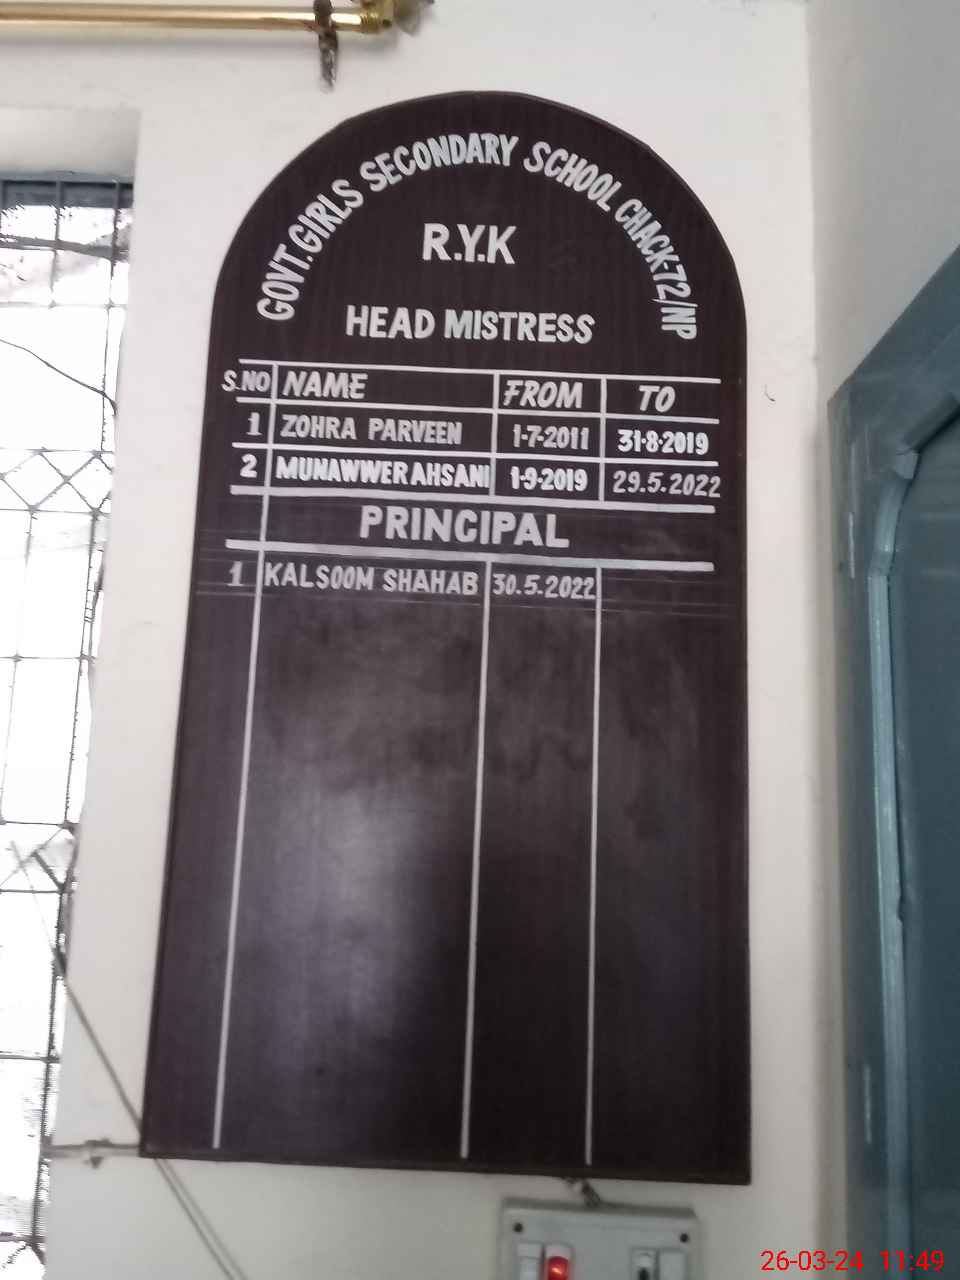 GOVT. GIRLS SECONDARY SCHOOL CHACK-72/NP
R.Y.K
HEAD MISTRESS
S.NO NAME FROM TO
1 ZOHRA PARVEEN 1-7-2011 31-8-2019
2 MUNAWWER AHSANI 1-9-2019 29.5.2022
PRINCIPAL
1 KALSOOM SHAHAB 30.5.2022
26-03-24 11:49